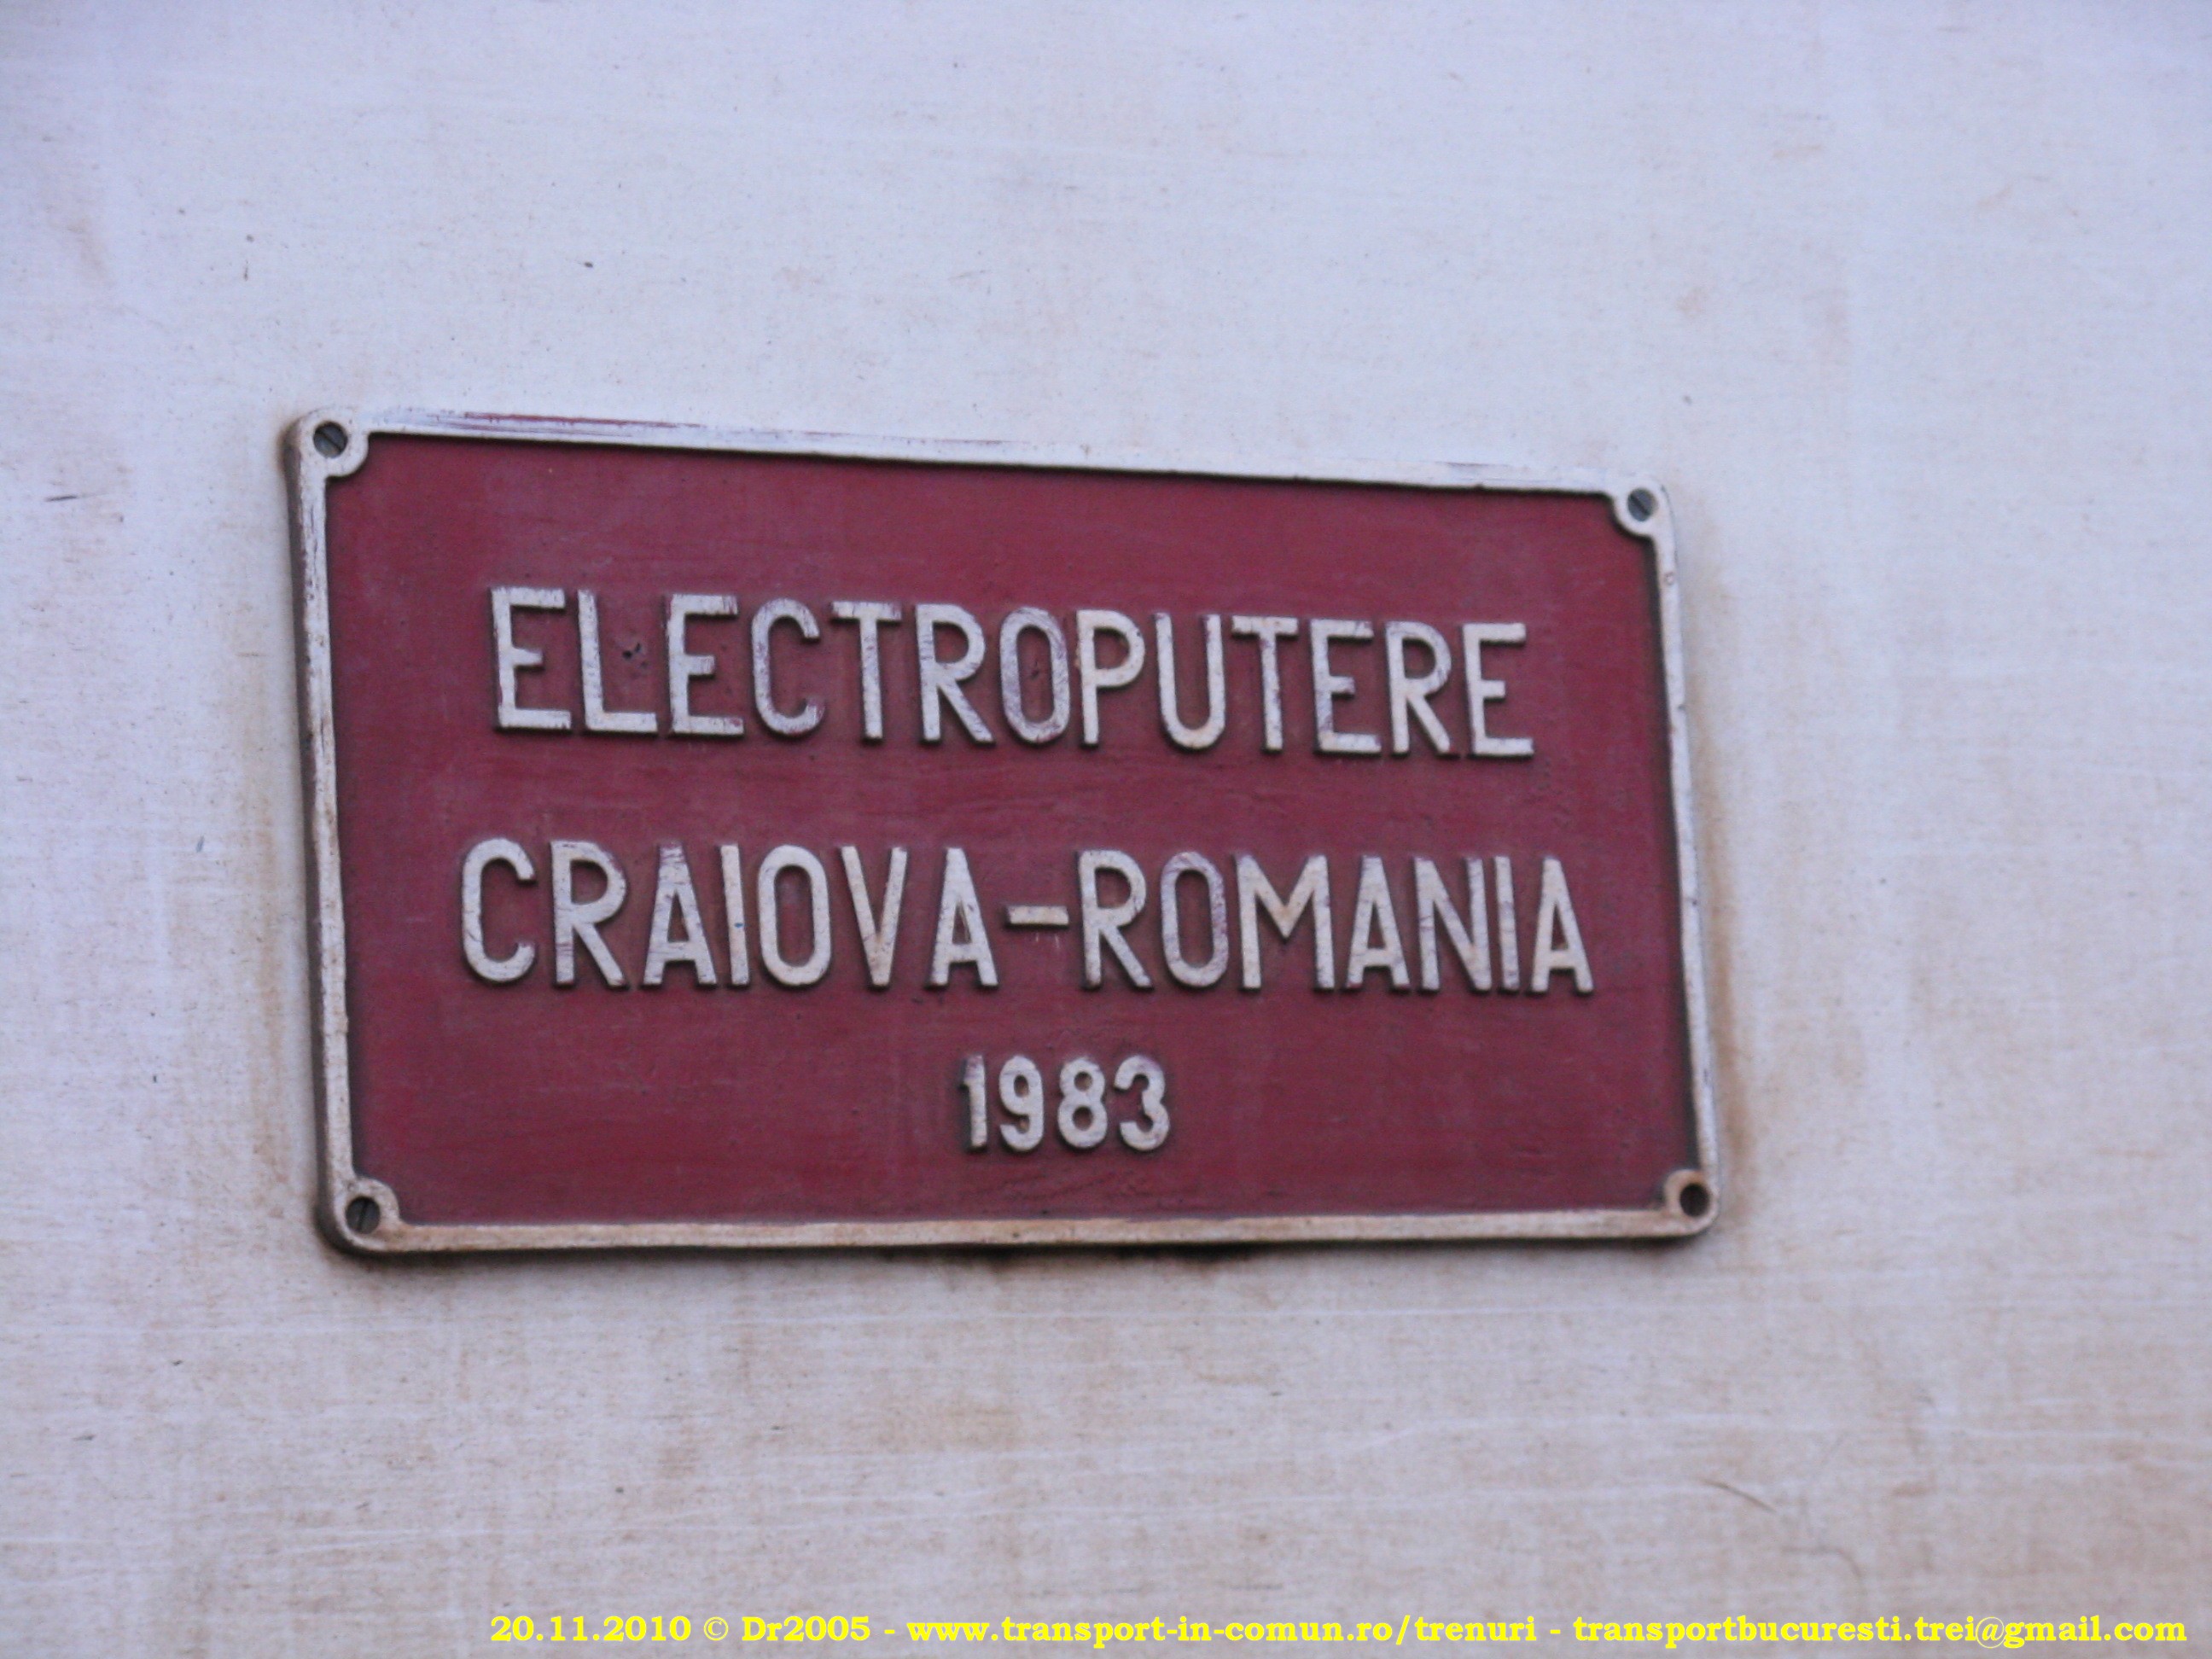 ELECTROPUTERE
CRAIOVA-ROMANIA
1983
20.11.2010 © Dr2005 - www.transport-in-comun.ro/trenuri - transportbucuresti.trei@gmail.com